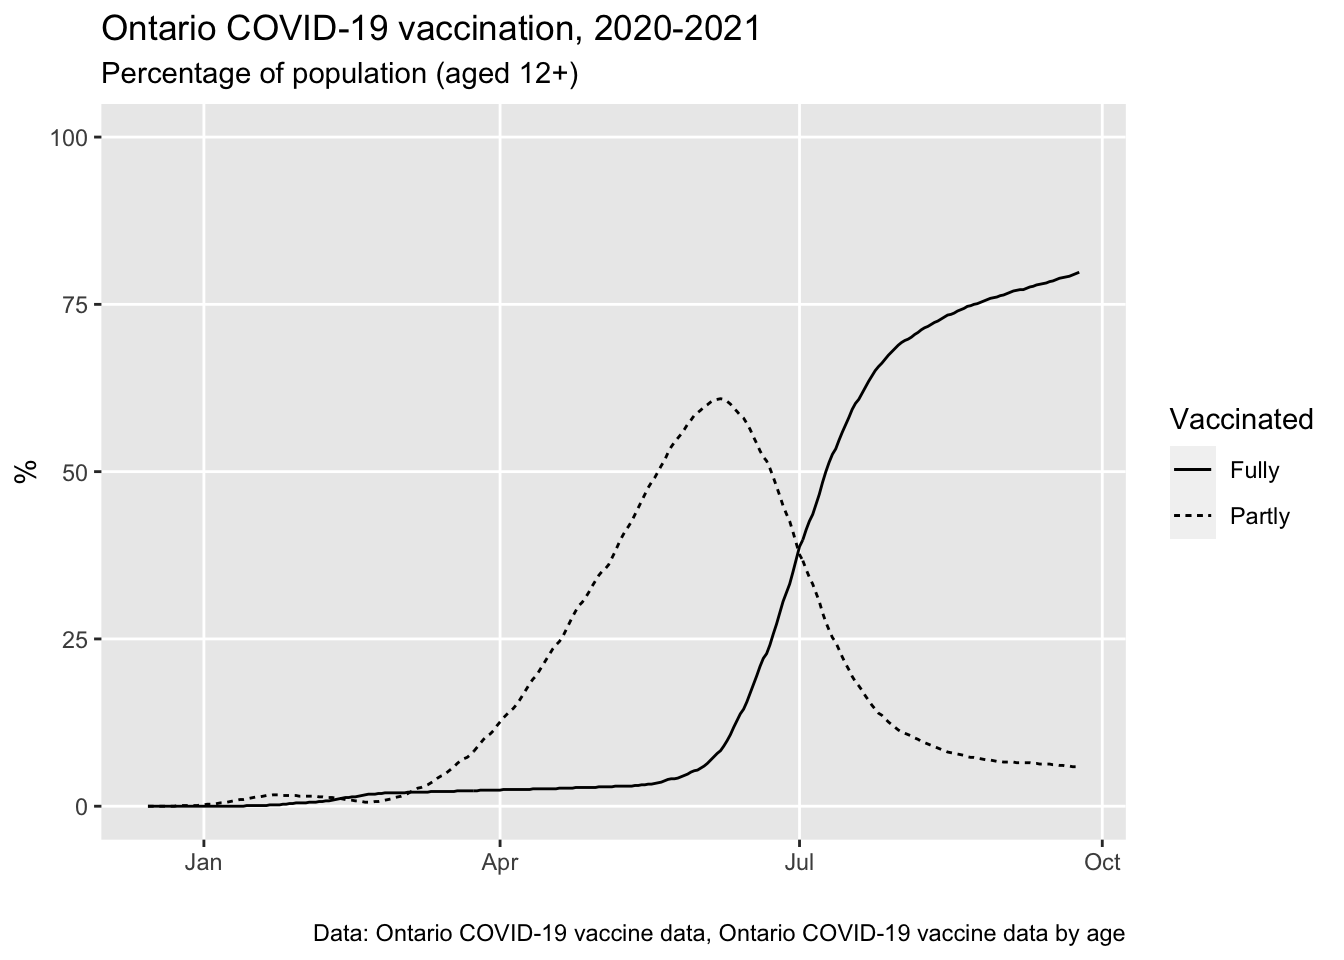 Ontario COVID-19 vaccination, 2020-2021
Percentage of population (aged 12+)
100
75
50
25
0
%
Jan
Apr
Jul
Oct
Vaccinated
Fully
Partly
Data: Ontario COVID-19 vaccine data, Ontario COVID-19 vaccine data by age